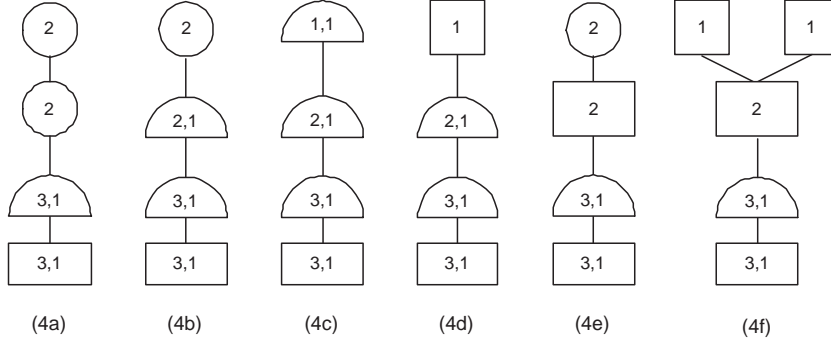 2 2 1,1 1 2 1 1
2 2,1 2,1 2,1 2 2
3,1 3,1 3,1 3,1 3,1 3,1
3,1 3,1 3,1 3,1 3,1 3,1
(4a) (4b) (4c) (4d) (4e) (4f)